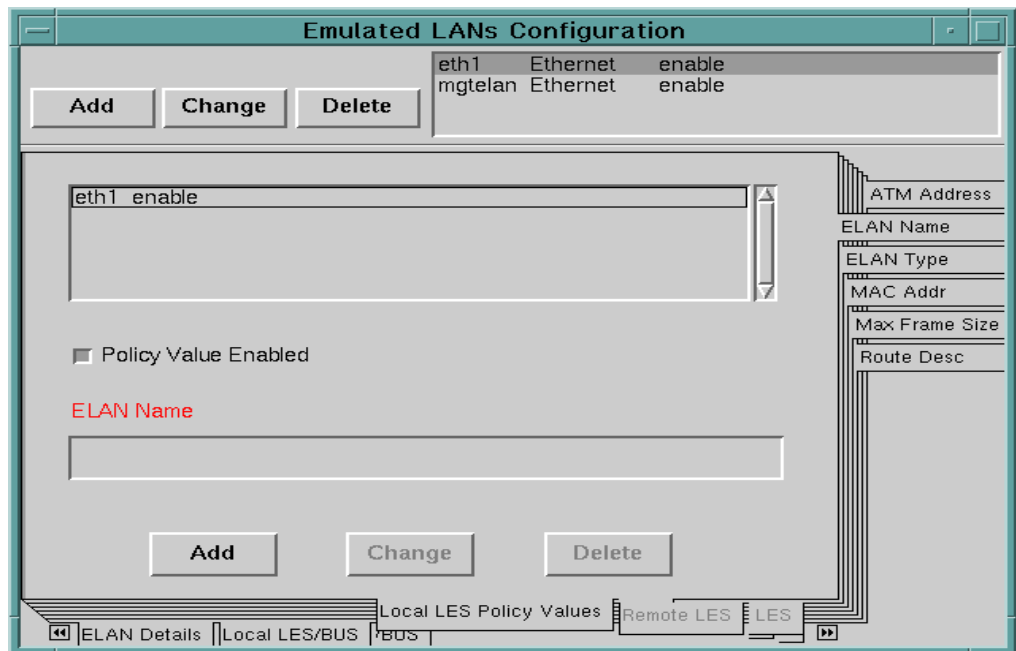 Emulated LANs Configuration
Add Change Delete
eth1 Ethernet enable
mgtelan Ethernet enable
eth1 enable
Policy Value Enabled
ELAN Name
Add Change Delete
ATM Address
ELAN Name
ELAN Type
MAC Addr
Max Frame Size
Route Desc
Local LES Policy Values Remote LES LES
ELAN Details Local LES/BUS BUS